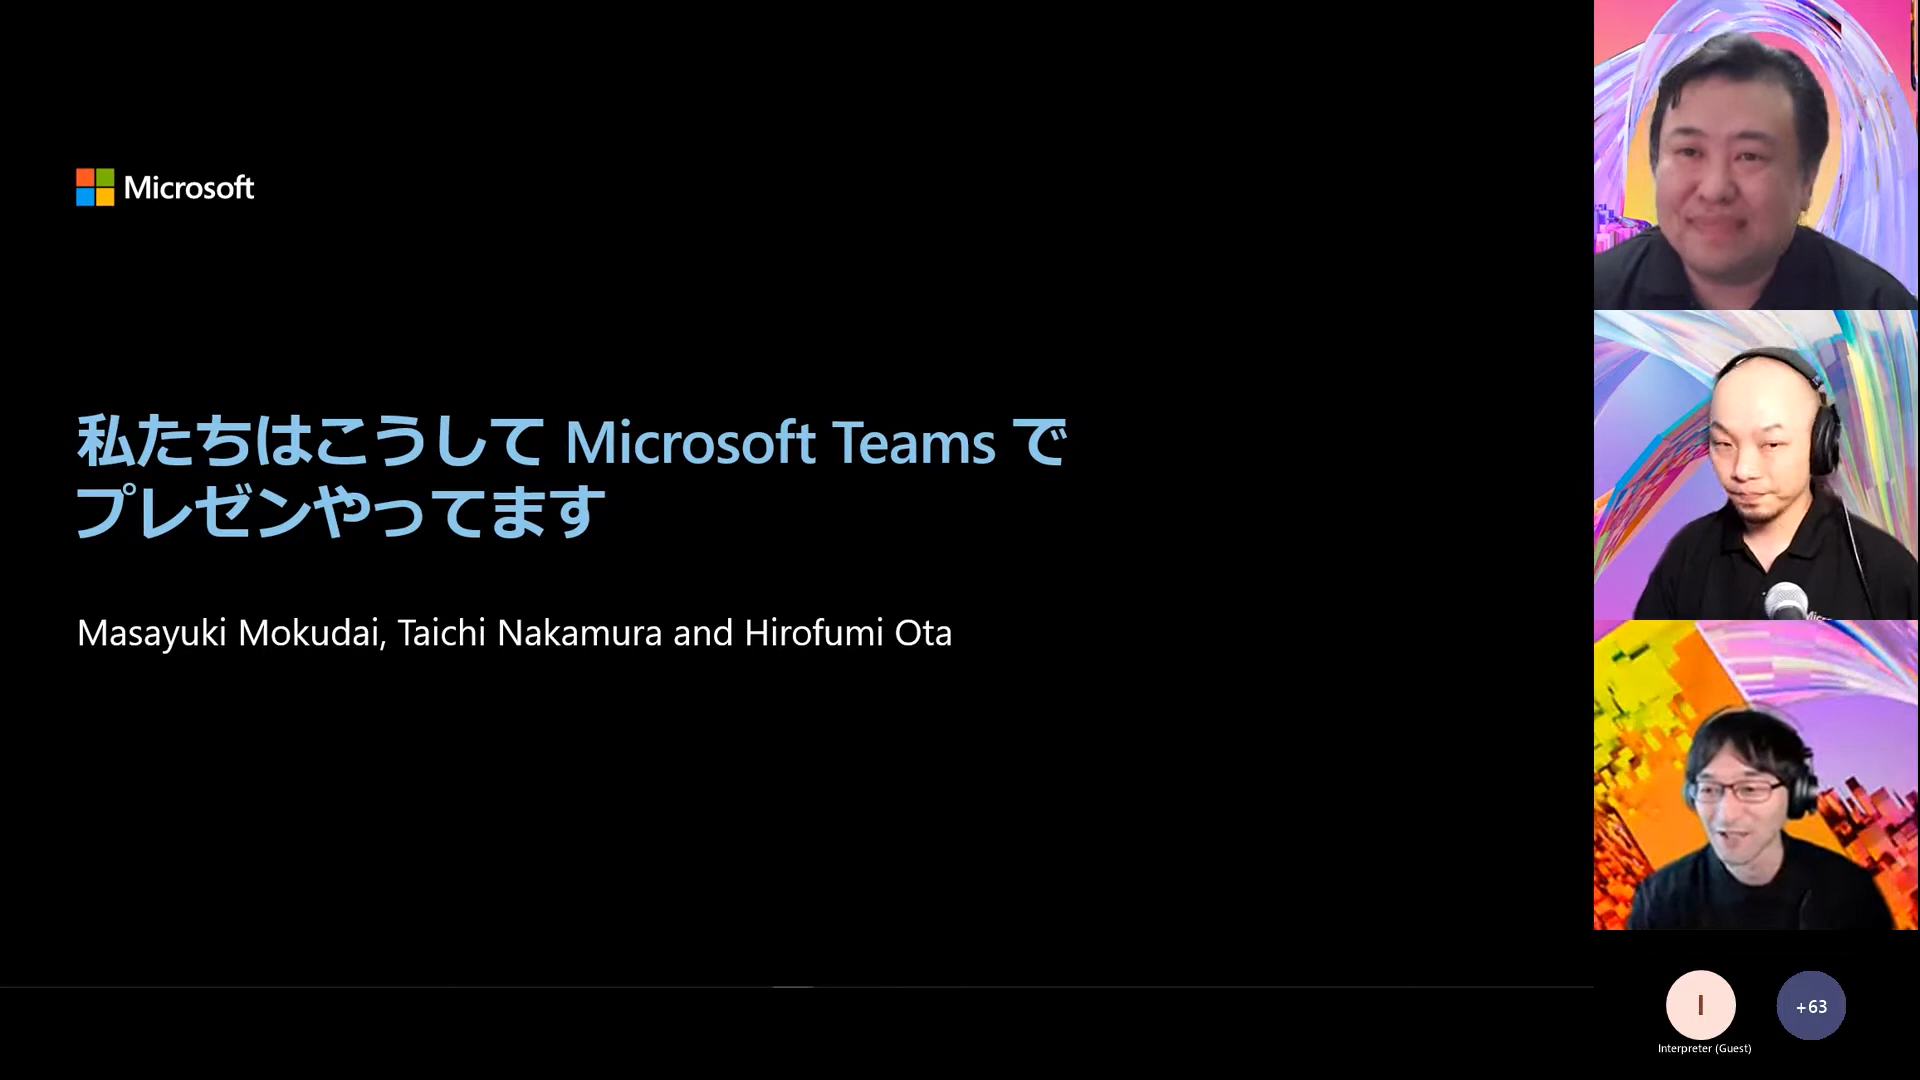 Microsoft
私たちはこうして Microsoft Teams で
プレゼンやってます
Masayuki Mokudai, Taichi Nakamura and Hirofumi Ota
I
+63
Interpreter (Guest)